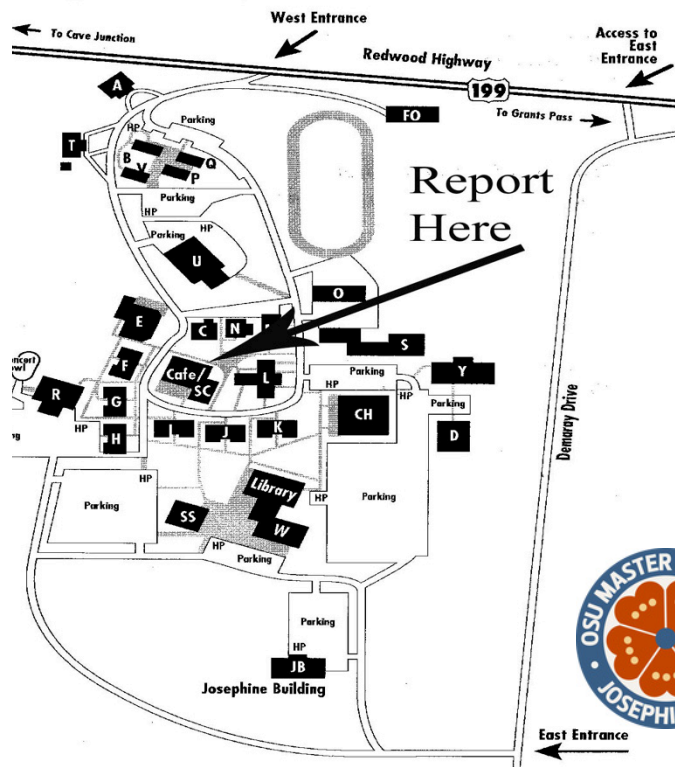 West Entrance
To Cave Junction
Access to
East
Entrance
Redwood Highway
199
To Grants Pass
A
FO
Parking
HP
T
B
Q
V
P
Parking
HP
HP
Parking
Report
Here
U
O
E
C
N
S
F
Cafe/
SC
L
Parking
Y
HP
HP
R
G
CH
Parking
HP
H
J
K
D
Demaray Drive
HP
Library
HP
Parking
Parking
SS
W
HP
Parking
Parking
HP
JB
Josephine Building
OSU MASTER
East Entrance